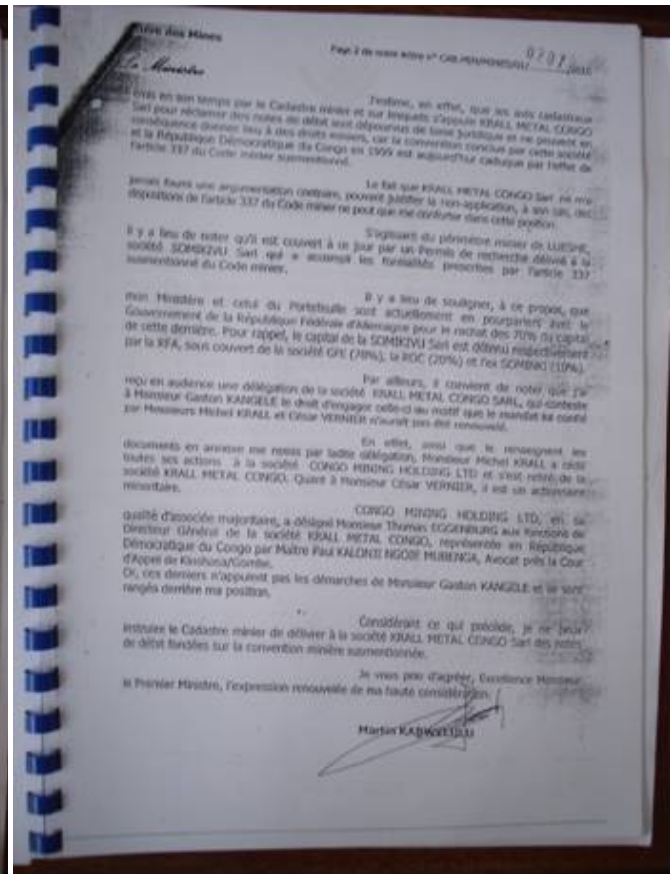 des Mines
Page 2 de
Le Ministre
J'estime, en effet, que les avis cadastraux
émis en son temps par le Cadastre minier et sur lesquels s'appuie KRALL METAL CONGO
Sarl pour réclamer des notes de débit sont dépourvus de base juridique et ne peuvent en
conséquence donner lieu à des droits miniers, car la convention conclue par cette société
et la République Démocratique du Congo en 1999 est aujourd'hui caduque par l'effet de
l'article 337 du Code minier susmentionné.
Le fait que KRALL METAL CONGO Sarl ne m'a
jamais fourni une argumentation contraire, pouvant justifier la non-application, à son cas, des
dispositions de l'article 337 du Code minier ne peut que me conforter dans cette position.
S'agissant du périmètre minier de LUESHE,
il y a lieu de noter qu'il est couvert à ce jour par un Permis de recherche délivré à la
société SOMIKIVU Sarl qui a accompli les formalités prescrites par l'article 337
susmentionné du Code minier.
Il y a lieu de souligner, à ce propos, que
mon Ministère et celui du Portefeuille sont actuellement en pourparlers avec le
Gouvernement de la République Fédérale d'Allemagne pour le rachat des 70% du capital
de cette dernière. Pour rappel, le capital de la SOMIKIVU Sarl est détenu respectivement
par la RFA, sous couvert de la société GFE (70%), la RDC (20%) et l'ex SOMINKI (10%).
Par ailleurs, il convient de noter que j'ai
reçu en audience une délégation de la société KRALL METAL CONGO SARL, qui conteste
à Monsieur Gaston KANGELE le droit d'engager celle-ci au motif que le mandat lui confié
par Messieurs Michel KRALL et César VERNIER n'aurait pas été renouvelé.
En effet, ainsi que le renseignent les
documents en annexe me remis par ladite délégation, Monsieur Michel KRALL a cédé
toutes ses actions à la société CONGO MINING HOLDING LTD et s'est retiré de la
société KRALL METAL CONGO. Quant à Monsieur César VERNIER, il est un actionnaire
minoritaire.
CONGO MINING HOLDING LTD, en sa
qualité d'associée majoritaire, a désigné Monsieur Thomas EGGENBURG aux fonctions de
Directeur Général de la société KRALL METAL CONGO, représentée en République
Démocratique du Congo par Maître Paul KALONJI NGOIE MUBENGA, Avocat près la Cour
d'Appel de Kinshasa/Gombe.
Or, ces derniers n'appuient pas les démarches de Monsieur Gaston KANGELE et se sont
rangés derrière ma position.
Considérant ce qui précède, je ne peux
instruire le Cadastre minier de délivrer à la société KRALL METAL CONGO Sarl des notes
de débit fondées sur la convention minière susmentionnée.
Je vous prie d'agréer, Excellence Monsieur
le Premier Ministre, l'expression renouvelée de ma haute considération.
Martin KABWELULU